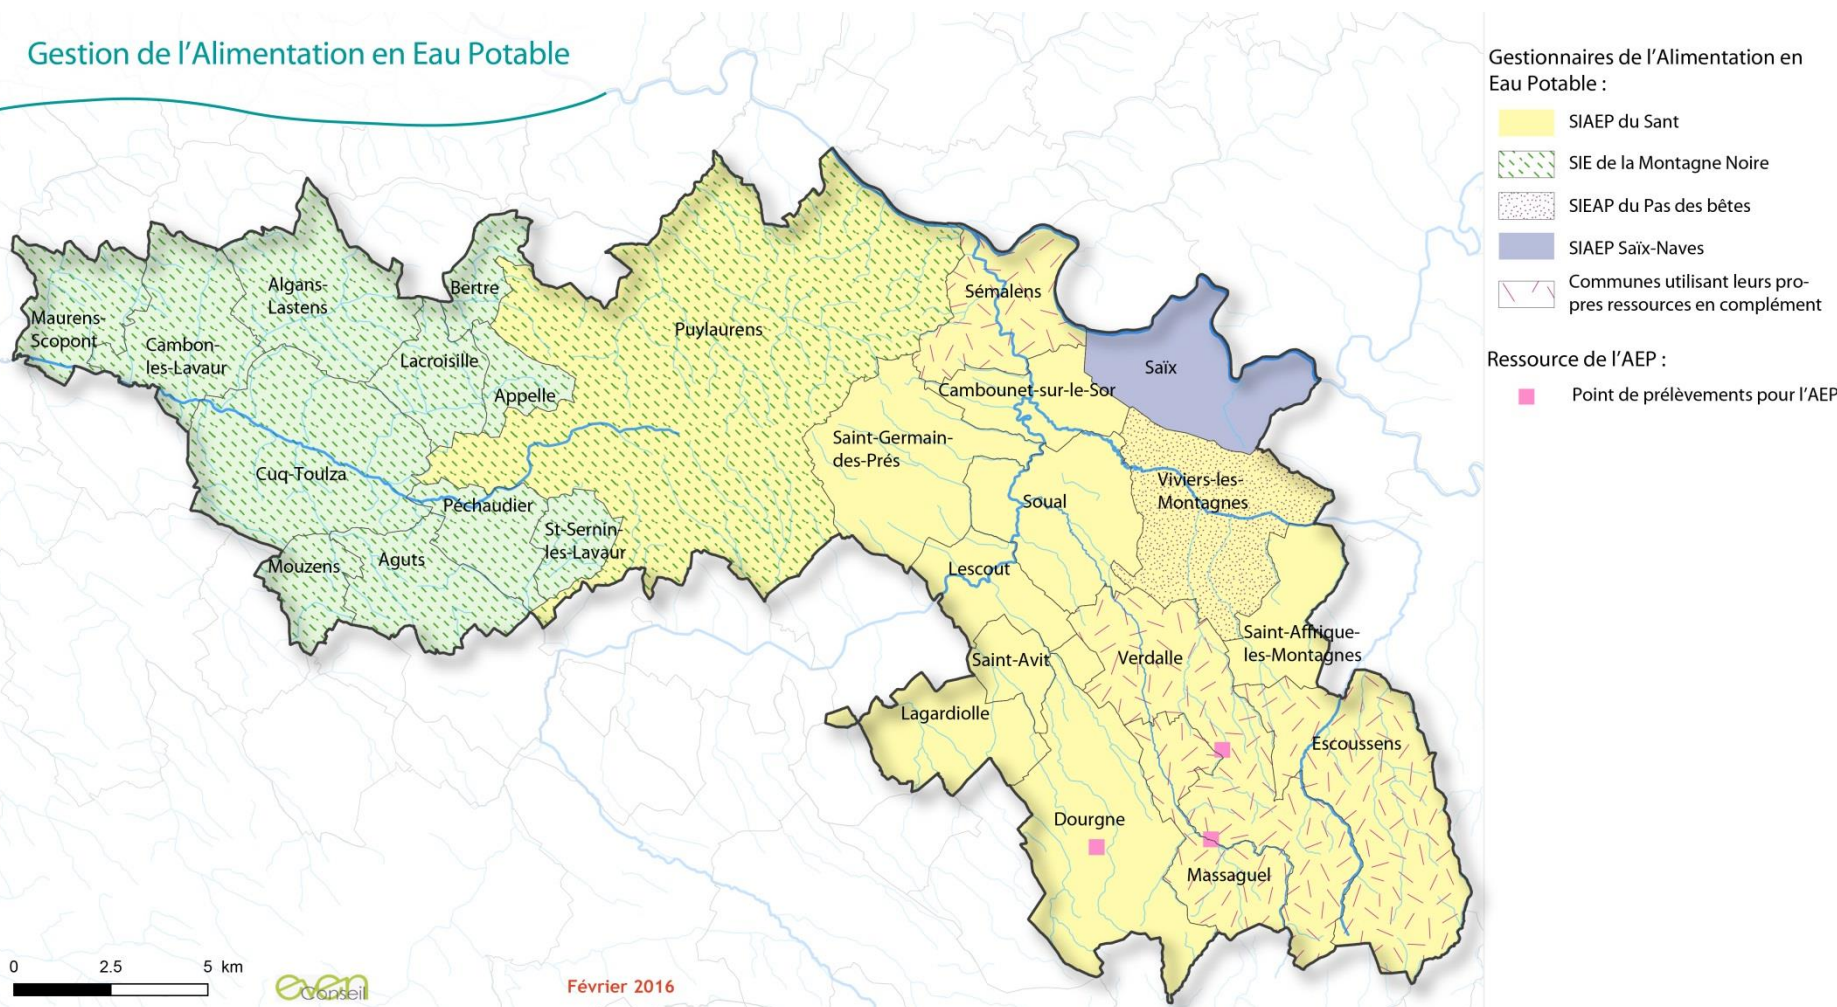 Gestion de l'Alimentation en Eau Potable
Gestionnaires de l'Alimentation en
Eau Potable :
SIAEP du Sant
SIE de la Montagne Noire
SIEAP du Pas des bêtes
SIAEP Saïx-Naves
Communes utilisant leurs pro-
pres ressources en complément
Ressource de l'AEP :
Point de prélèvements pour l'AEP
Maurens-
Scopont
Cambon-
les-Lavaur
Algans-
Lastens
Bertre
Lacroisille
Appelle
Puylaurens
Sémalens
Saïx
Cambounet-sur-le-Sor
Saint-Germain-
des-Prés
Cuq-Toulza
Péchaudier
St-Sernin-
les-Lavaur
Mouzens
Aguts
Soual
Viviers-les-
Montagnes
Lescout
Saint-Avit
Verdalle
Saint-Affrique-
les-Montagnes
Lagardiolle
Escoussens
Dourgne
Massaguel
0 2.5 5 km
even
Conseil
Février 2016